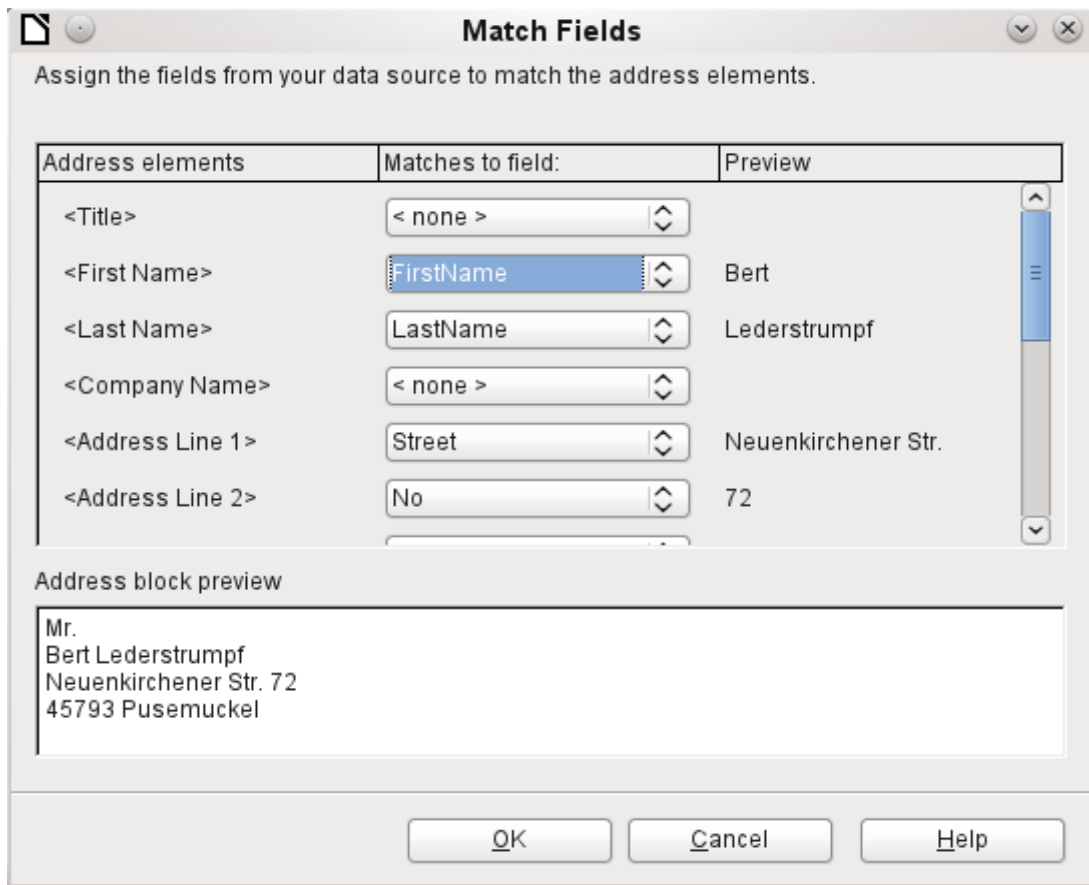 Match Fields
Assign the fields from your data source to match the address elements.
Address elements Matches to field: Preview
<Title> < none >
<First Name> FirstName Bert
<Last Name> LastName Lederstrumpf
<Company Name> < none >
<Address Line 1> Street Neuenkirchener Str.
<Address Line 2> No 72
Address block preview
Mr.
Bert Lederstrumpf
Neuenkirchener Str. 72
45793 Pusemuckel
OK Cancel Help